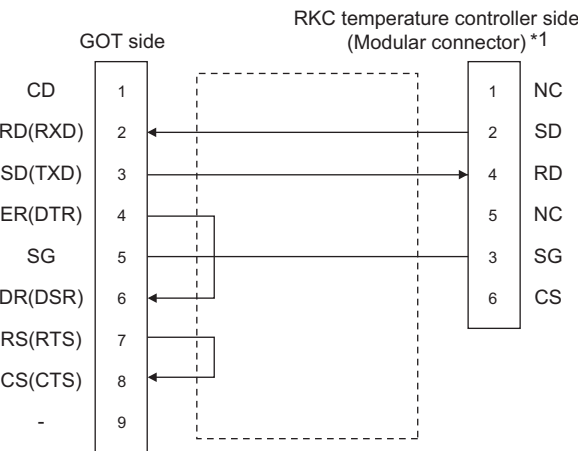 RKC temperature controller side
GOT side (Modular connector) *1
CD 1 1 NC
RD(RXD) 2 2 SD
SD(TXD) 3 4 RD
ER(DTR) 4 5 NC
SG 5 3 SG
DR(DSR) 6 6 CS
RS(RTS) 7
CS(CTS) 8
- 9